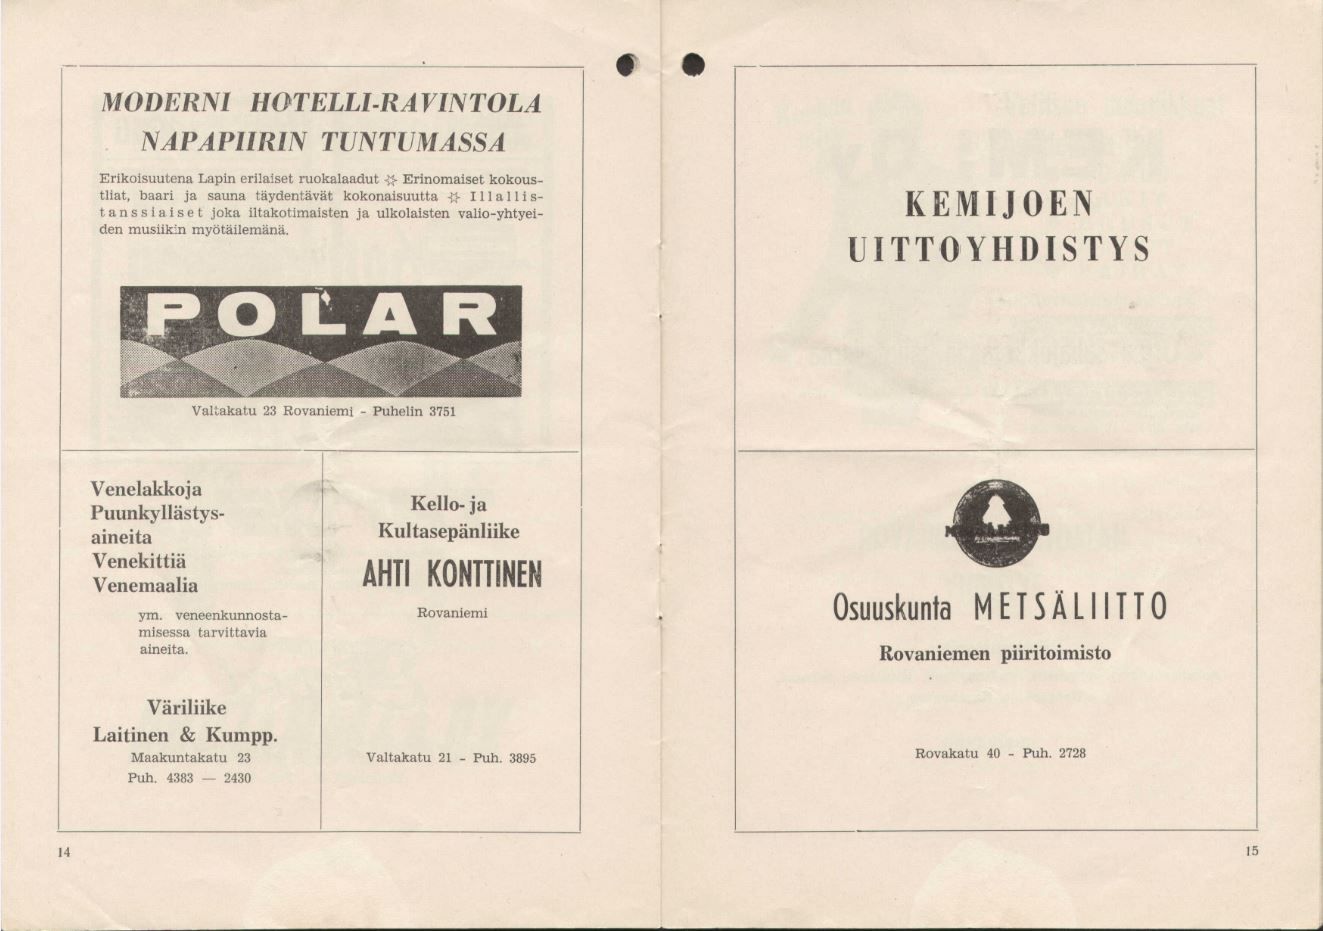 MODERNI HOTELLI-RAVINTOLA
NAPAPIIRIN TUNTUMASSA
Erikoisuutena Lapin erilaiset ruokalaadut ☼ Erinomaiset kokous-
tliat, baari ja sauna täydentävät kokonaisuutta ☼ Illallis-
tanssiaiset joka iltakotimaisten ja ulkolaisten valio-yhtyei-
den musiikin myötäilemänä.
POLAR
Valtakatu 23 Rovaniemi - Puhelin 3751
Venelakkoja
Puunkyllästys-
aineita
Venekittiä
Venemaalia
ym. veneenkunnosta-
misessa tarvittavia
aineita.
Väriliike
Laitinen & Kumpp.
Maakuntakatu 23
Puh. 4383 — 2430
Kello- ja
Kultasepänliike
AHTI KONTTINEN
Rovaniemi
Valtakatu 21 - Puh. 3895
14
KEMIJOEN
UITTOYHDISTYS
METSÄLIITTO
Osuuskunta METSÄLIITTO
Rovaniemen piiritoimisto
Rovakatu 40 - Puh. 2728
15